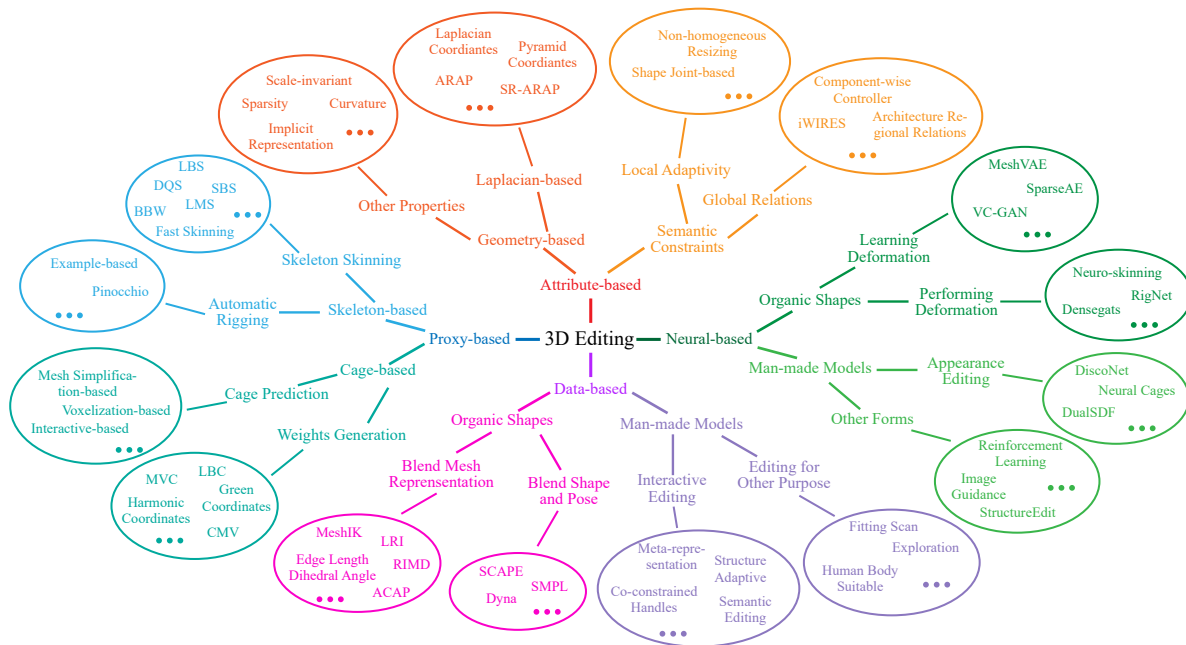 Laplacian
Coordiantes
Pyramid
Coordiantes
ARAP
SR-ARAP
Non-homogeneous
Resizing
Shape Joint-based
Scale-invariant
Sparsity
Curvature
Implicit
Representation
Component-wise
Controller
iWIRES
Architecture Re-
gional Relations
LBS
DQS
SBS
BBW
LMS
Fast Skinning
Laplacian-based
Local Adaptivity
Other Properties
Global Relations
Geometry-based
Semantic
Constraints
MeshVAE
SparseAE
VC-GAN
Example-based
Pinocchio
Skeleton Skinning
Automatic
Rigging
Skeleton-based
Attribute-based
Learning
Deformation
Organic Shapes
Performing
Deformation
Neuro-skinning
RigNet
Densegats
Proxy-based
3D Editing
Neural-based
Cage-based
Cage Prediction
Weights Generation
Mesh Simplifica-
tion-based
Voxelization-based
Interactive-based
Data-based
Man-made Models
Appearance
Editing
Other Forms
DiscoNet
Neural Cages
DualSDF
Organic Shapes
Man-made Models
Blend Mesh
Reprensentation
Blend Shape
and Pose
Interactive
Editing
Editing for
Other Purpose
Reinforcement
Learning
Image
Guidance
StructureEdit
MVC
LBC
Harmonic
Coordinates
Green
Coordinates
CMV
MeshIK
LRI
Edge Length
Dihedral Angle
RIMD
ACAP
SCAPE
SMPL
Dyna
Meta-repre-
sentation
Structure
Adaptive
Co-constrained
Handles
Semantic
Editing
Fitting Scan
Exploration
Human Body
Suitable